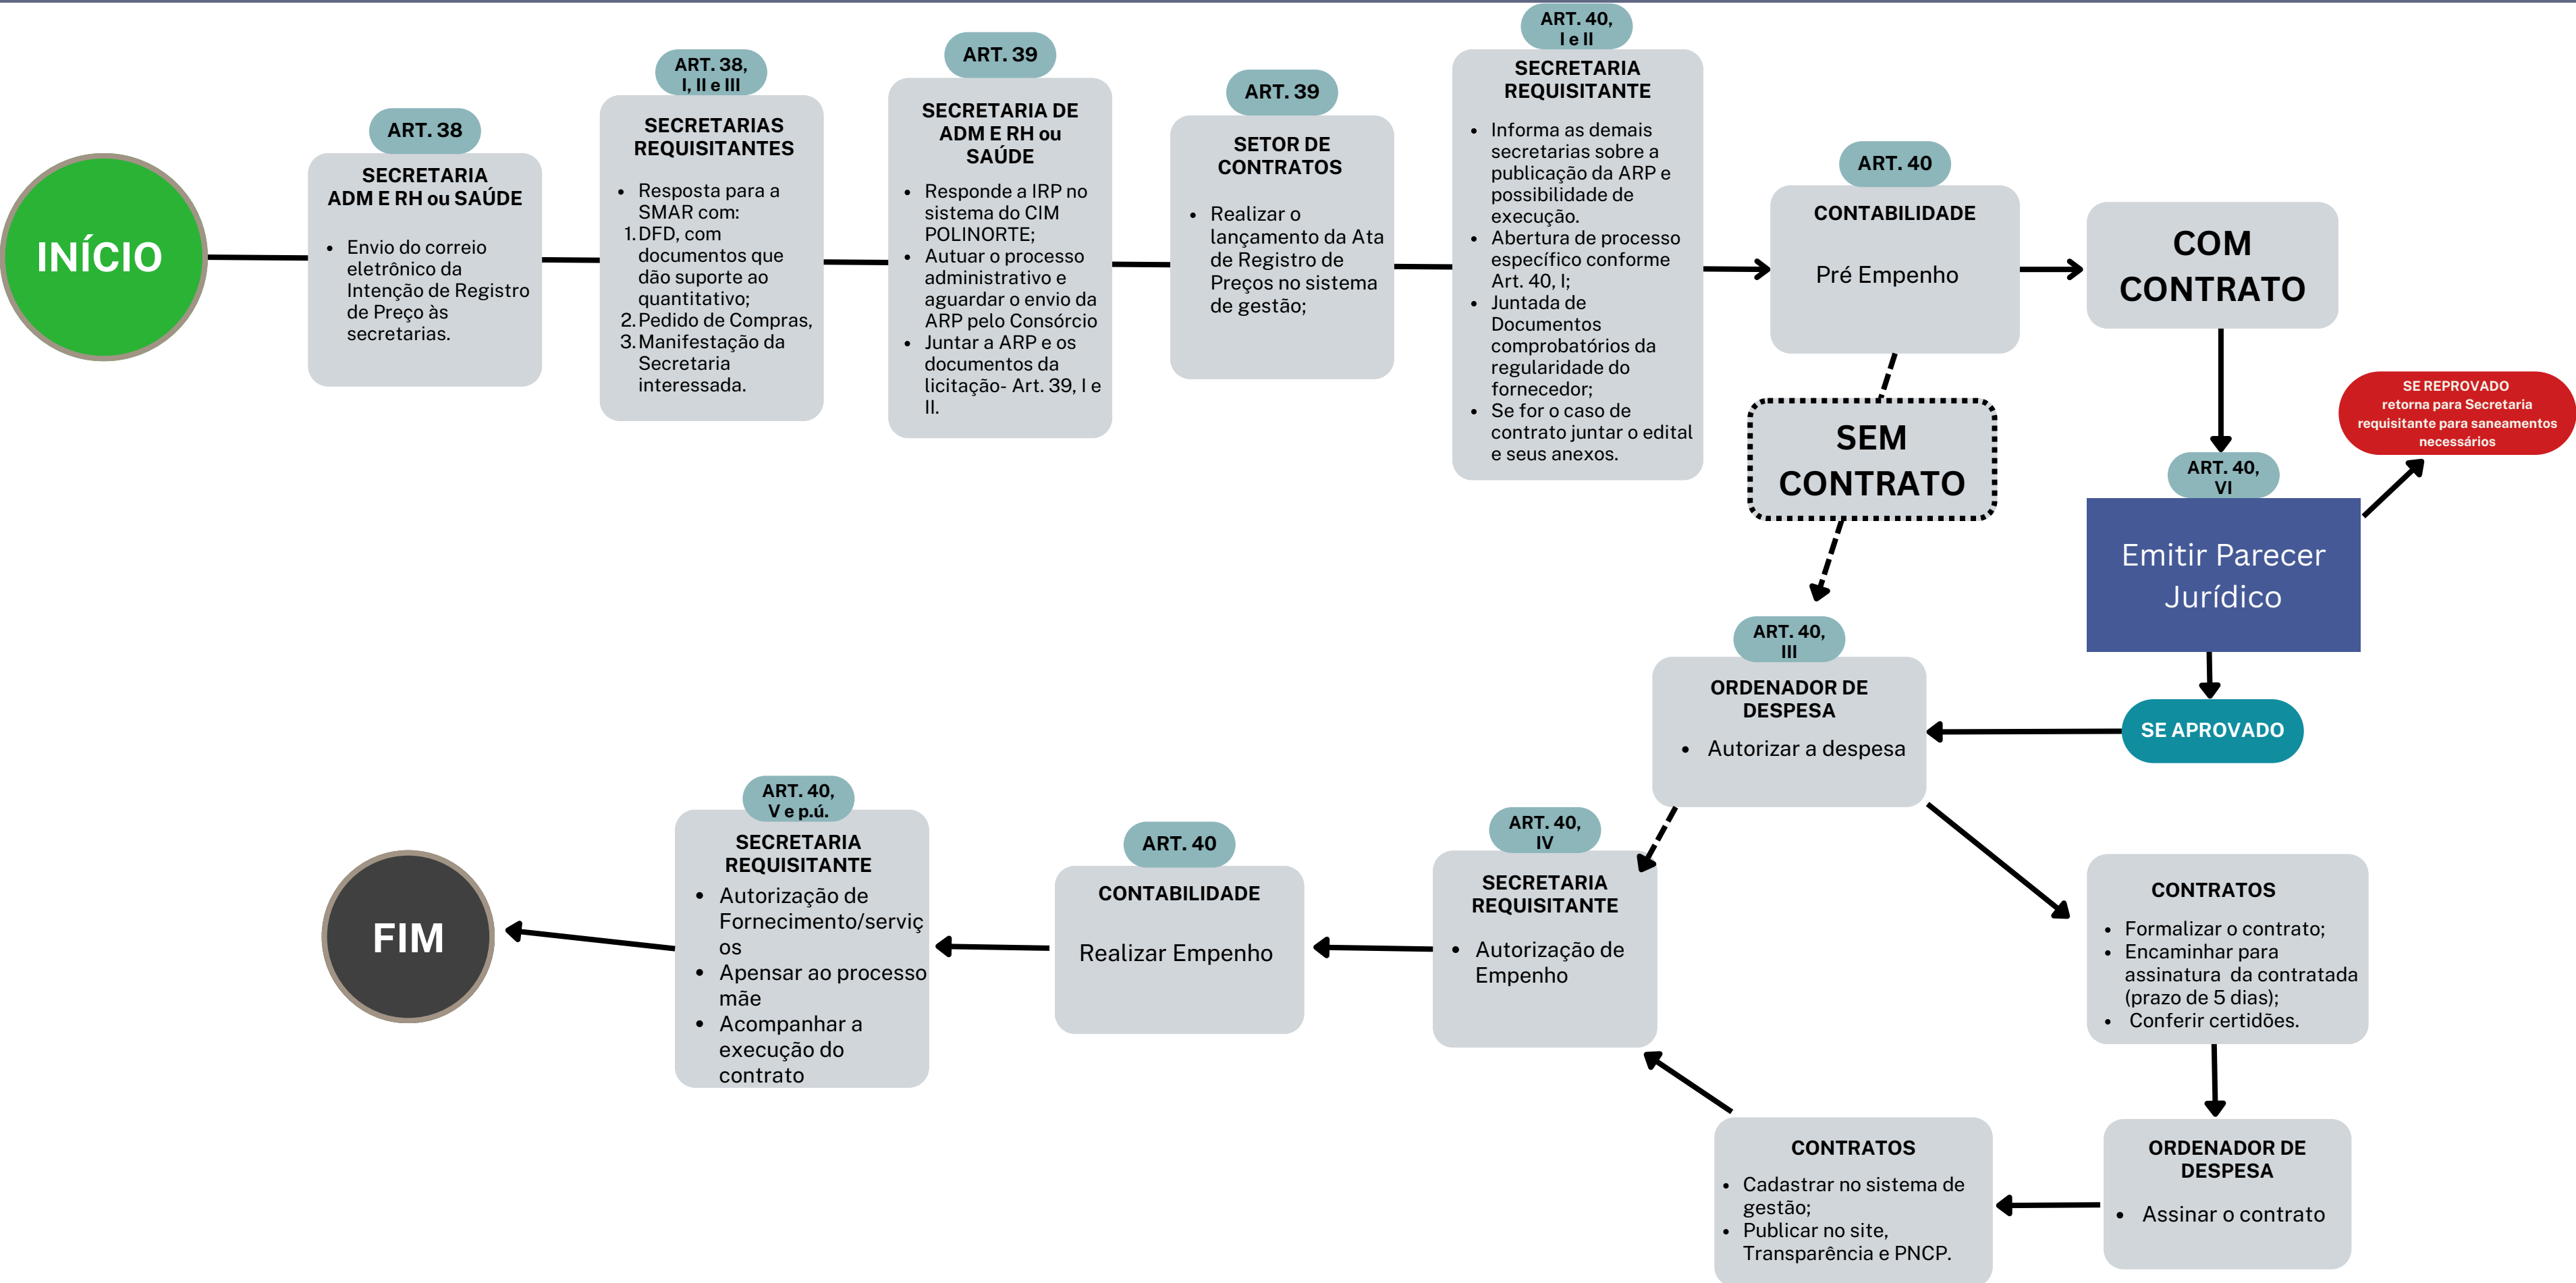 INÍCIO
ART. 38
SECRETARIA
ADM E RH ou SAÚDE
• Envio do correio
eletrônico da
Intenção de Registro
de Preço às
secretarias.
ART. 38,
I, II e III
SECRETARIAS
REQUISITANTES
• Resposta para a
SMAR com:
1. DFD, com
documentos que
dão suporte ao
quantitativo;
2. Pedido de Compras,
3. Manifestação da
Secretaria
interessada.
ART. 39
SECRETARIA DE
ADM E RH ou
SAÚDE
• Responde a IRP no
sistema do CIM
POLINORTE;
• Autuar o processo
administrativo e
aguardar o envio da
ARP pelo Consórcio
• Juntar a ARP e os
documentos da
licitação- Art. 39, I e
II.
ART. 39
SETOR DE
CONTRATOS
• Realizar o
lançamento da Ata
de Registro de
Preços no sistema
de gestão;
ART. 40,
I e II
SECRETARIA
REQUISITANTE
• Informa as demais
secretarias sobre a
publicação da ARP e
possibilidade de
execução.
• Abertura de processo
específico conforme
Art. 40, I;
• Juntada de
Documentos
comprobatórios da
regularidade do
fornecedor;
• Se for o caso de
contrato juntar o edital
e seus anexos.
ART. 40
CONTABILIDADE
Pré Empenho
COM
CONTRATO
SEM
CONTRATO
SE REPROVADO
retorna para Secretaria
requisitante para saneamentos
necessários
ART. 40,
VI
Emitir Parecer
Jurídico
SE APROVADO
ART. 40,
III
ORDENADOR DE
DESPESA
• Autorizar a despesa
CONTRATOS
• Formalizar o contrato;
• Encaminhar para
assinatura da contratada
(prazo de 5 dias);
• Conferir certidões.
ORDENADOR DE
DESPESA
• Assinar o contrato
CONTRATOS
• Cadastrar no sistema de
gestão;
• Publicar no site,
Transparência e PNCP.
ART. 40,
IV
SECRETARIA
REQUISITANTE
• Autorização de
Empenho
ART. 40
CONTABILIDADE
Realizar Empenho
ART. 40,
V e p.ú.
SECRETARIA
REQUISITANTE
• Autorização de
Fornecimento/serviç
os
• Apensar ao processo
mãe
• Acompanhar a
execução do
contrato
FIM